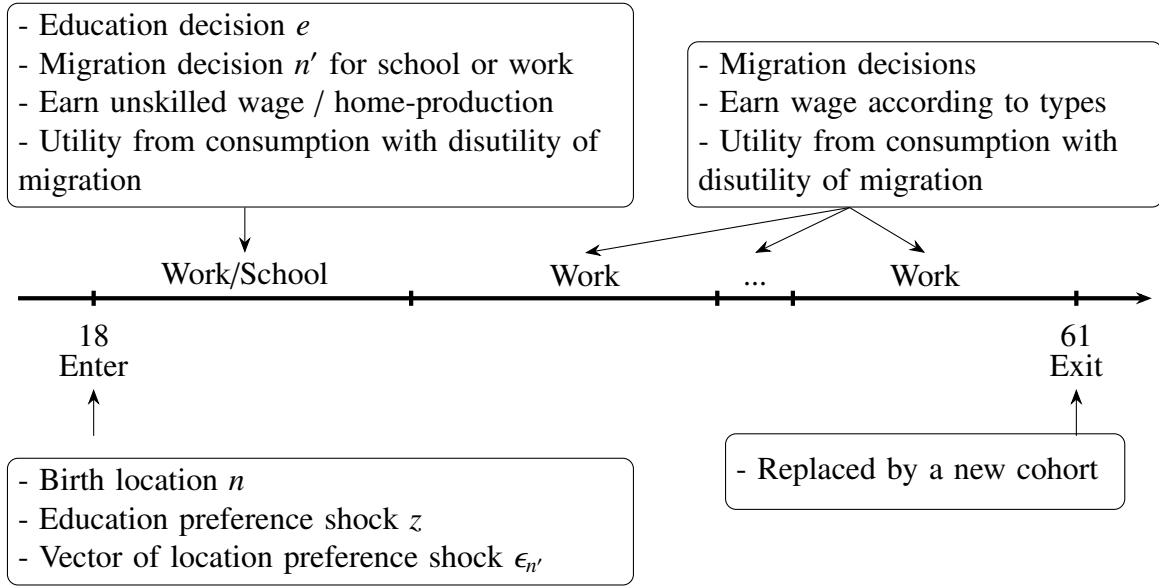 - Education decision e
- Migration decision n′ for school or work
- Earn unskilled wage / home-production
- Utility from consumption with disutility of
migration
- Migration decisions
- Earn wage according to types
- Utility from consumption with
disutility of migration
Work/School
Work
...
Work
18
Enter
61
Exit
- Birth location n
- Education preference shock z
- Vector of location preference shock ϵn′
- Replaced by a new cohort